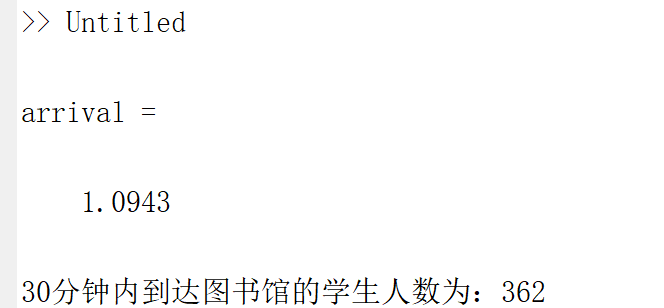 >> Untitled
arrival =
1.0943
30分钟内到达图书馆的学生人数为：362